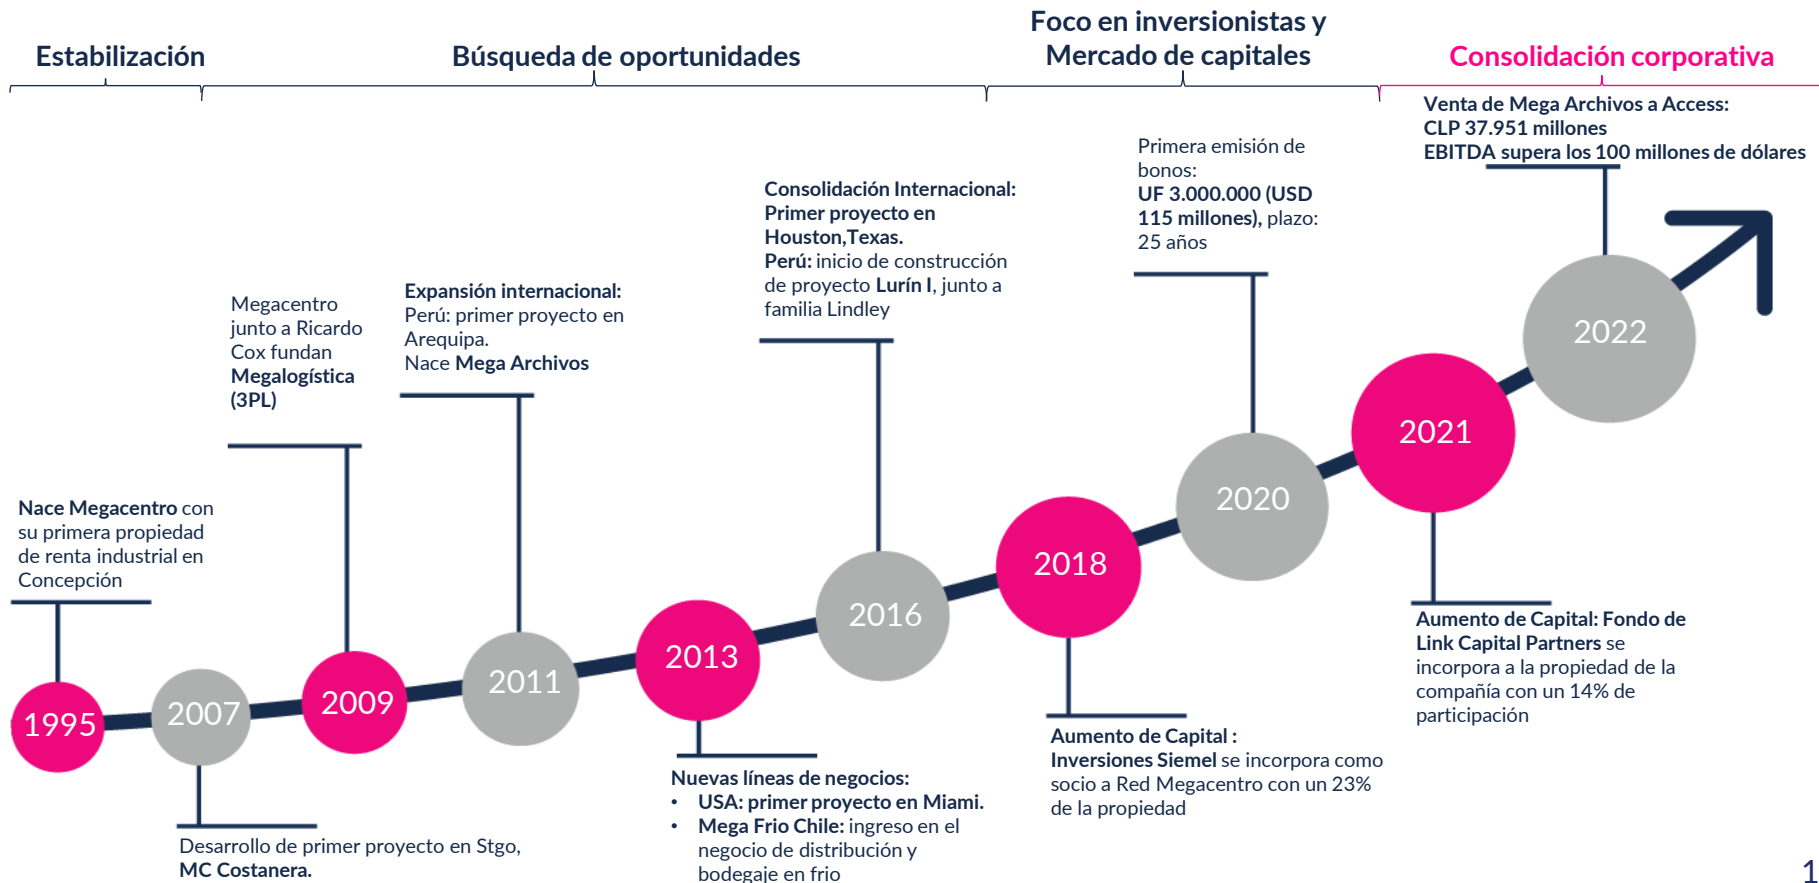 Estabilización
Búsqueda de oportunidades
Foco en inversionistas y
Mercado de capitales
Consolidación corporativa
Nace Megacentro con
su primera propiedad
de renta industrial en
Concepción
1995
2007
Desarrollo de primer proyecto en Stgo,
MC Costanera.
Megacentro
junto a Ricardo
Cox fundan
Megalogística
(3PL)
2009
Expansión internacional:
Perú: primer proyecto en
Arequipa.
Nace Mega Archivos
2011
2013
Nuevas líneas de negocios:
• USA: primer proyecto en Miami.
• Mega Frio Chile: ingreso en el
negocio de distribución y
bodegaje en frio
Consolidación Internacional:
Primer proyecto en
Houston,Texas.
Perú: inicio de construcción
de proyecto Lurín I, junto a
familia Lindley
2016
2018
Aumento de Capital :
Inversiones Siemel se incorpora como
socio a Red Megacentro con un 23%
de la propiedad
Primera emisión de
bonos:
UF 3.000.000 (USD
115 millones), plazo:
25 años
2020
2021
Aumento de Capital: Fondo de
Link Capital Partners se
incorpora a la propiedad de la
compañía con un 14% de
participación
Venta de Mega Archivos a Access:
CLP 37.951 millones
EBITDA supera los 100 millones de dólares
2022
1